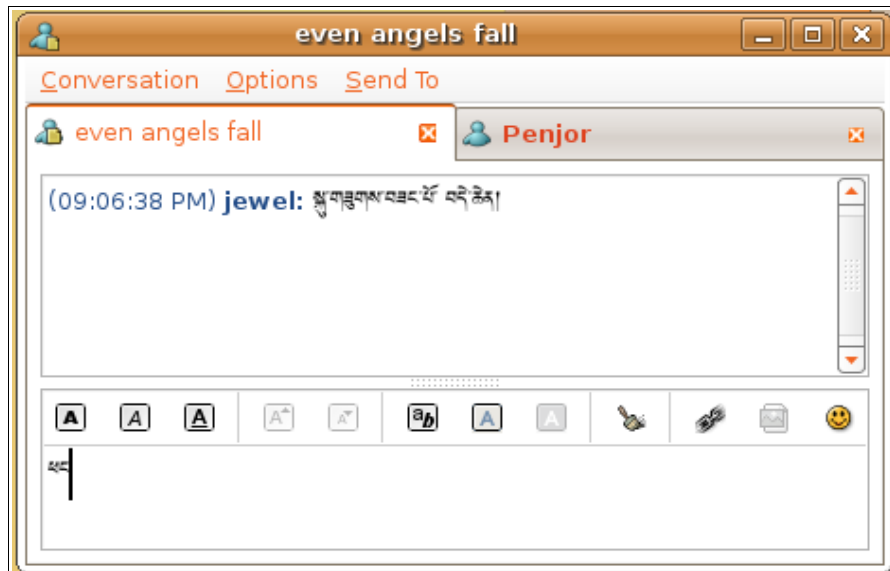 even angels fall
Conversation Options Send To
even angels fall
Penjor
(09:06:38 PM) jewel: སྐུ་གཟུགས་བཟང་པོ་ བདེ་ཆེན།